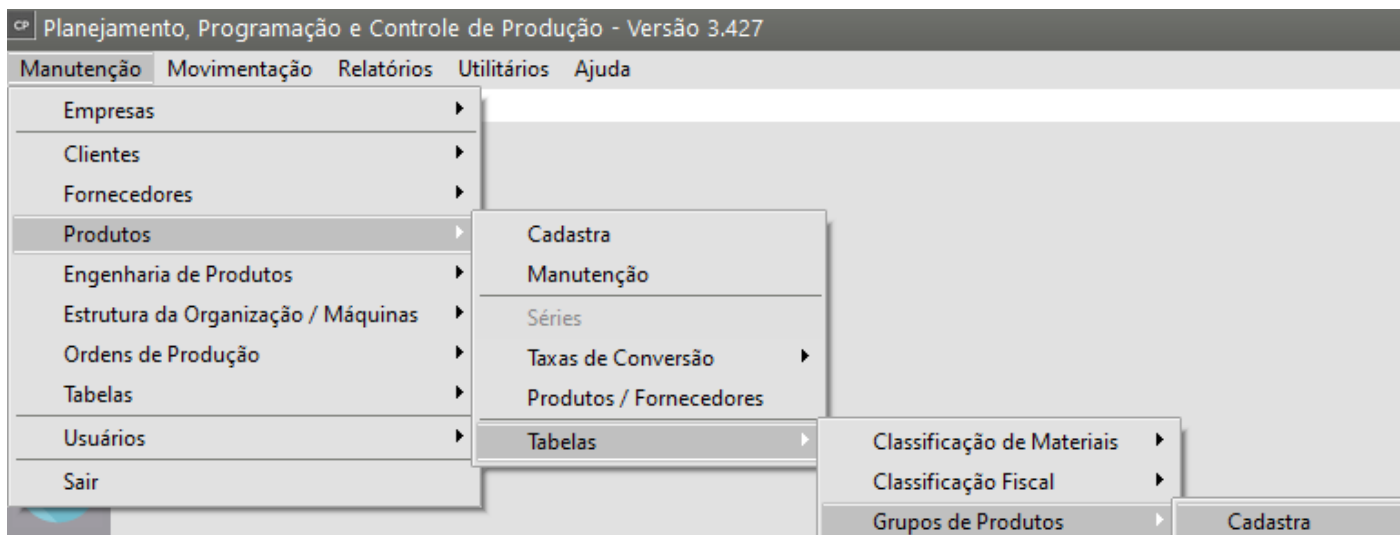 CP Planejamento, Programação e Controle de Produção - Versão 3.427
Manutenção Movimentação Relatórios Utilitários Ajuda
Empresas
Clientes
Fornecedores
Produtos
Engenharia de Produtos
Estrutura da Organização / Máquinas
Ordens de Produção
Tabelas
Usuários
Sair
Cadastra
Manutenção
Séries
Taxas de Conversão
Produtos / Fornecedores
Tabelas
Classificação de Materiais
Classificação Fiscal
Grupos de Produtos
Cadastra